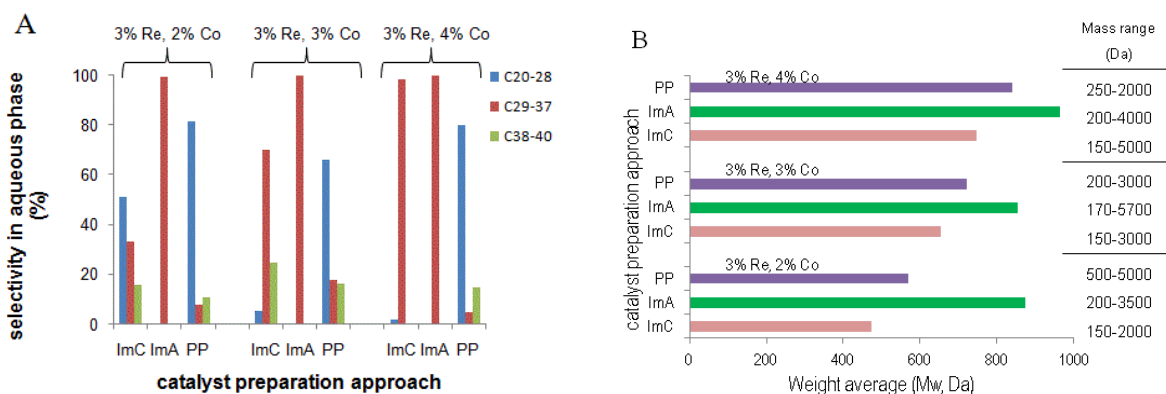 A
3% Re, 2% Co
3% Re, 3% Co
3% Re, 4% Co
selectivity in aqueous phase
(%)
100
80
60
40
20
0
C20-28
C29-37
C38-40
ImC ImA PP
ImC ImA PP
ImC ImA PP
catalyst preparation approach
B
Mass range
(Da)
catalyst preparation approach
PP
3% Re, 4% Co
250-2000
ImA
200-4000
ImC
150-5000
3% Re, 3% Co
PP
200-3000
ImA
170-5700
ImC
150-3000
3% Re, 2% Co
PP
500-5000
ImA
200-3500
ImC
150-2000
0
200
400
600
800
1000
Weight average (Mw, Da)